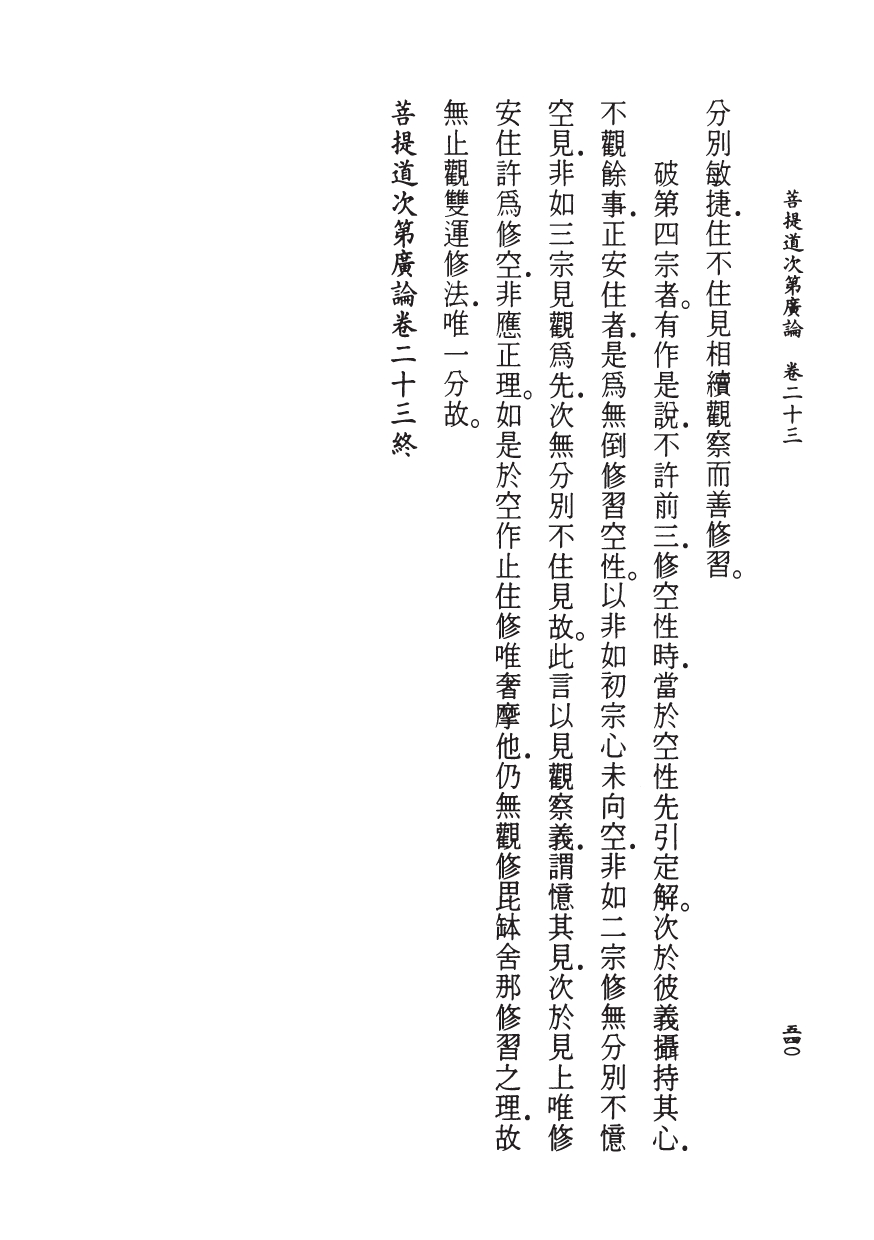 菩提道次第廣論　卷二十三
五四〇
分別敏捷．住不住見相續觀察而善修習。
破第四宗者。有作是說．不許前三．修空性時．當於空性先引定解。次於彼義攝持其心．
不觀餘事．正安住者．是爲無倒修習空性。以非如初宗心未向空．非如二宗修無分別不憶
空見．非如三宗見觀爲先．次無分別不住見故。此言以見觀察義．謂憶其見．次於見上唯修
安住許爲修空．非應正理。如是於空作止住修唯奢摩他．仍無觀修毘缽舍那修習之理．故
無止觀雙運修法．唯一分故。
菩提道次第廣論卷二十三終